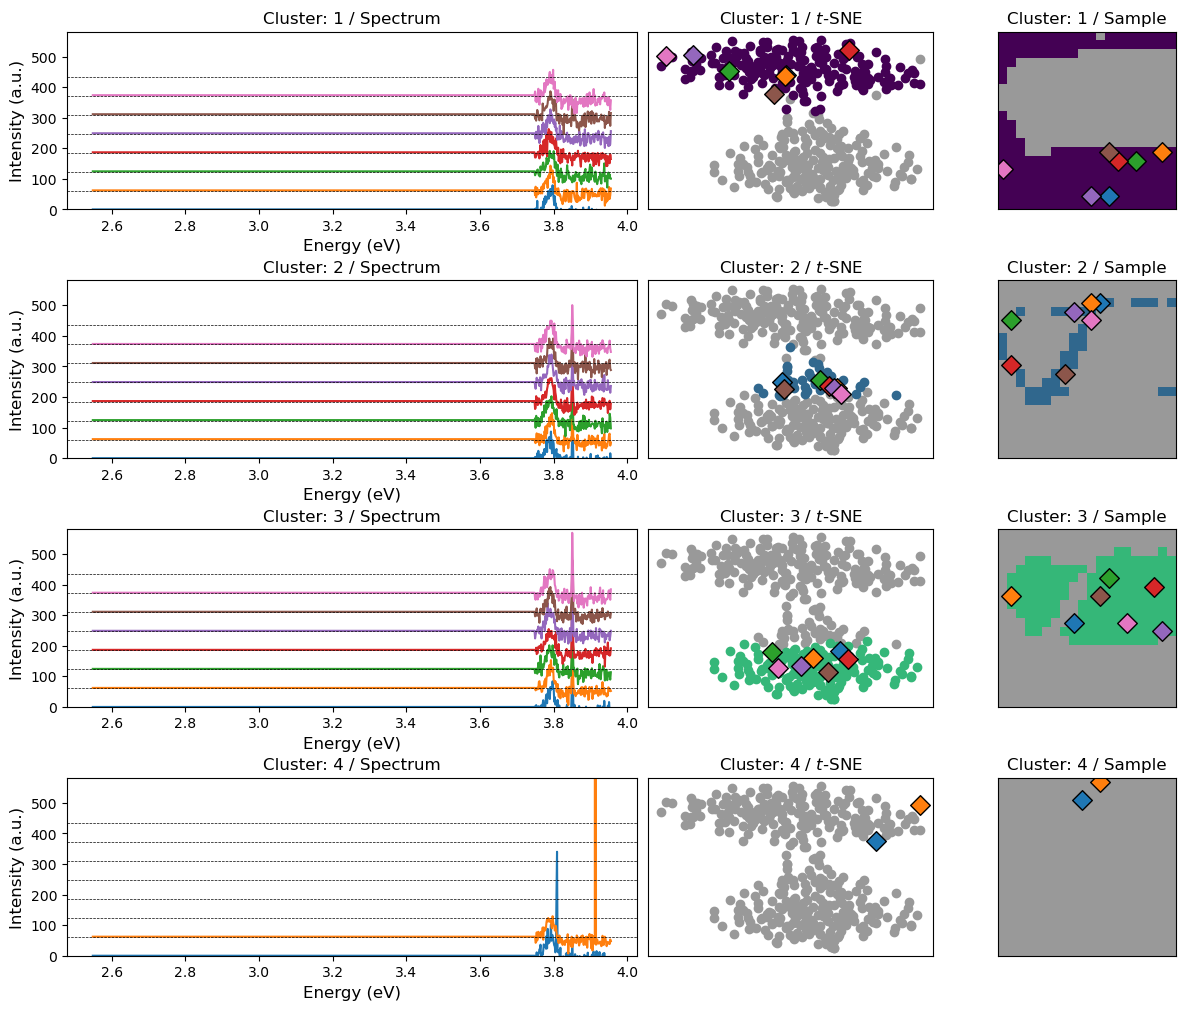 Cluster: 1 / Spectrum
Cluster: 1 / t-SNE
Cluster: 1 / Sample
Intensity (a.u.)
500
400
300
200
100
0
2.6 2.8 3.0 3.2 3.4 3.6 3.8 4.0
Energy (eV)
Cluster: 2 / Spectrum
Cluster: 2 / t-SNE
Cluster: 2 / Sample
Intensity (a.u.)
500
400
300
200
100
0
2.6 2.8 3.0 3.2 3.4 3.6 3.8 4.0
Energy (eV)
Cluster: 3 / Spectrum
Cluster: 3 / t-SNE
Cluster: 3 / Sample
Intensity (a.u.)
500
400
300
200
100
0
2.6 2.8 3.0 3.2 3.4 3.6 3.8 4.0
Energy (eV)
Cluster: 4 / Spectrum
Cluster: 4 / t-SNE
Cluster: 4 / Sample
Intensity (a.u.)
500
400
300
200
100
0
2.6 2.8 3.0 3.2 3.4 3.6 3.8 4.0
Energy (eV)